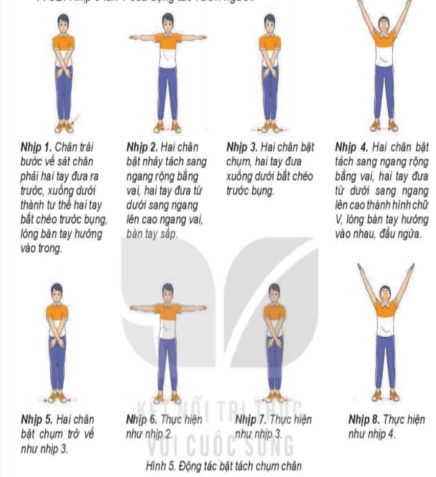 Nhịp 1. Chân trái
bước về sát chân
phải hai tay đưa ra
trước, xuống dưới
thành tư thế hai tay
bắt chéo trước bụng,
lòng bàn tay hướng
vào trong.
Nhịp 2. Hai chân
bật nhảy tách sang
ngang rộng bằng
vai, hai tay đưa từ
dưới sang ngang
lên cao ngang vai,
bàn tay sấp.
Nhịp 3. Hai chân bật
chụm, hai tay đưa
xuống dưới bắt chéo
trước bụng.
Nhịp 4. Hai chân bật
tách sang ngang rộng
bằng vai, hai tay đưa
từ dưới sang ngang
lên cao thành hình chữ
V, lòng bàn tay hướng
vào nhau, đầu ngửa.
Nhịp 5. Hai chân
bật chụm trở về
như nhịp 3.
Nhịp 6. Thực hiện
như nhịp 2.
Nhịp 7. Thực hiện
như nhịp 3.
Nhịp 8. Thực hiện
như nhịp 4.
KẾT NỐI TRI THỨC
VỚI CUỘC SỐNG
Hình 5. Động tác bật tách chụm chân